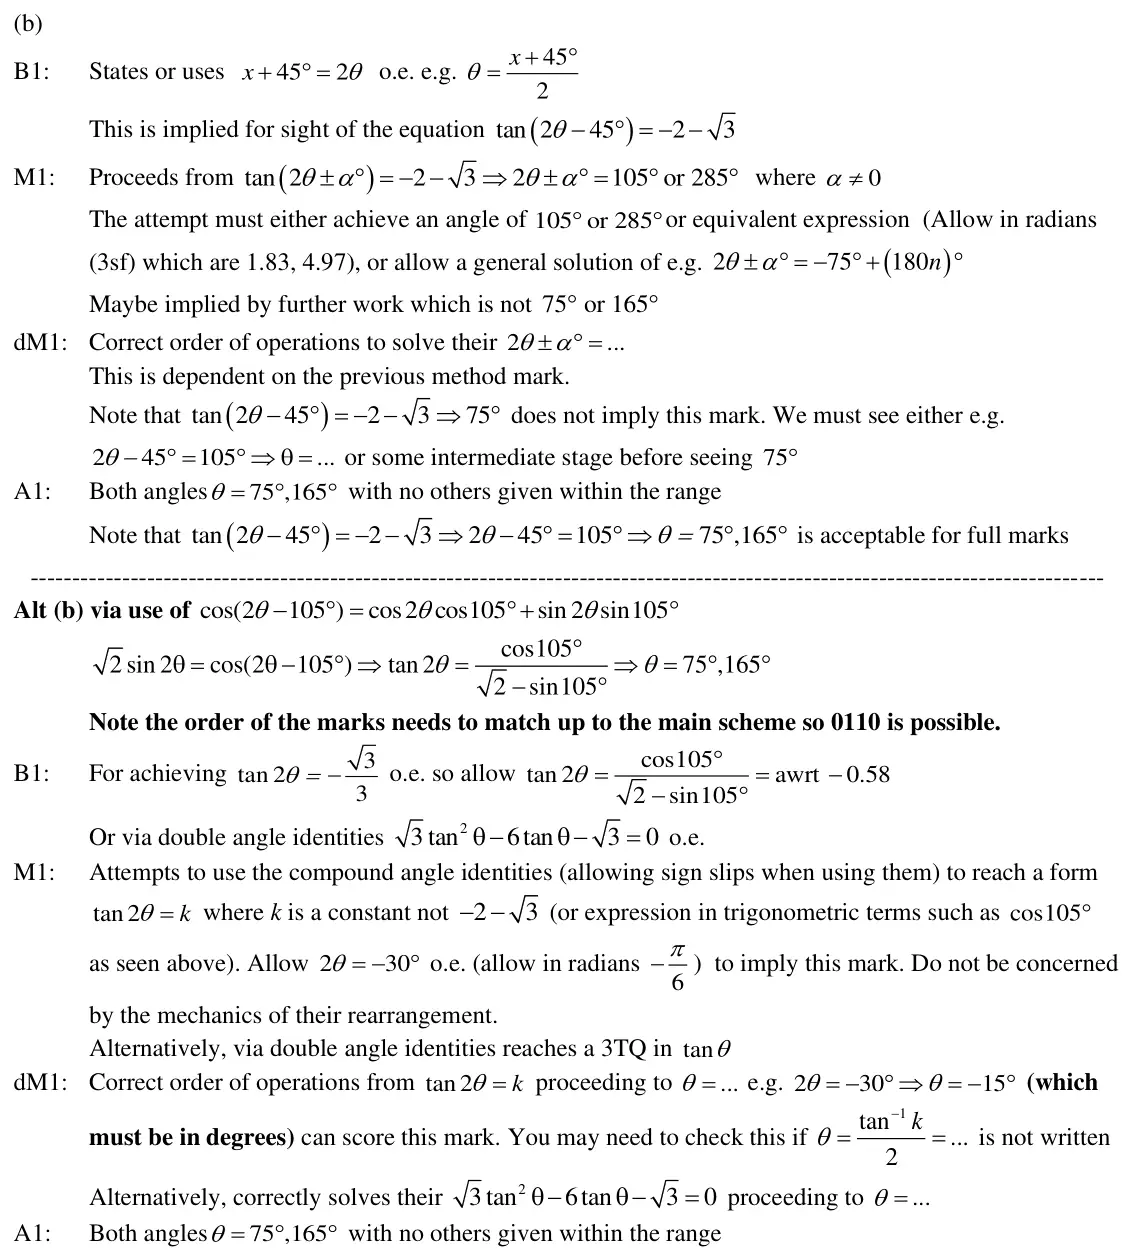 (b)
B1: States or uses x + 45° = 2θ o.e. e.g. θ = (x + 45°)/2
This is implied for sight of the equation tan(2θ − 45°) = −2 − √3
M1: Proceeds from tan(2θ ± α°) = −2 − √3 ⇒ 2θ ± α° = 105° or 285° where α ≠ 0
The attempt must either achieve an angle of 105° or 285° or equivalent expression (Allow in radians
(3sf) which are 1.83, 4.97), or allow a general solution of e.g. 2θ ± α° = −75° + (180n)°
Maybe implied by further work which is not 75° or 165°
dM1: Correct order of operations to solve their 2θ ± α° = ...
This is dependent on the previous method mark.
Note that tan(2θ − 45°) = −2 − √3 ⇒ 75° does not imply this mark. We must see either e.g.
2θ − 45° = 105° ⇒ θ = ... or some intermediate stage before seeing 75°
A1: Both angles θ = 75°,165° with no others given within the range
Note that tan(2θ − 45°) = −2 − √3 ⇒ 2θ − 45° = 105° ⇒ θ = 75°,165° is acceptable for full marks
--------------------------------------------------------------------------------
Alt (b) via use of cos(2θ − 105°) = cos 2θ cos105° + sin 2θ sin105°
√2 sin 2θ = cos(2θ − 105°) ⇒ tan 2θ = cos105°/(√2 − sin105°) ⇒ θ = 75°,165°
Note the order of the marks needs to match up to the main scheme so 0110 is possible.
B1: For achieving tan 2θ = −√3/3 o.e. so allow tan 2θ = cos105°/(√2 − sin105°) = awrt −0.58
Or via double angle identities √3 tan² θ − 6 tan θ − √3 = 0 o.e.
M1: Attempts to use the compound angle identities (allowing sign slips when using them) to reach a form
tan 2θ = k where k is a constant not −2 − √3 (or expression in trigonometric terms such as cos105°
as seen above). Allow 2θ = −30° o.e. (allow in radians −π/6) to imply this mark. Do not be concerned
by the mechanics of their rearrangement.
Alternatively, via double angle identities reaches a 3TQ in tan θ
dM1: Correct order of operations from tan 2θ = k proceeding to θ = ... e.g. 2θ = −30° ⇒ θ = −15° (which
must be in degrees) can score this mark. You may need to check this if θ = tan⁻¹ k/2 = ... is not written
Alternatively, correctly solves their √3 tan² θ − 6 tan θ − √3 = 0 proceeding to θ = ...
A1: Both angles θ = 75°,165° with no others given within the range